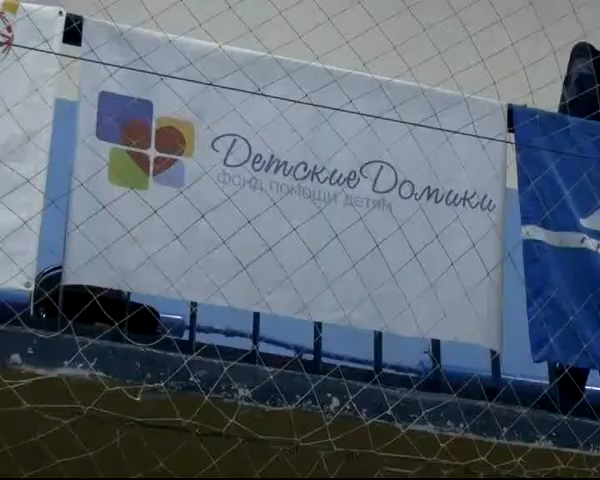 ДетскиеДомики
фонд помощи детям